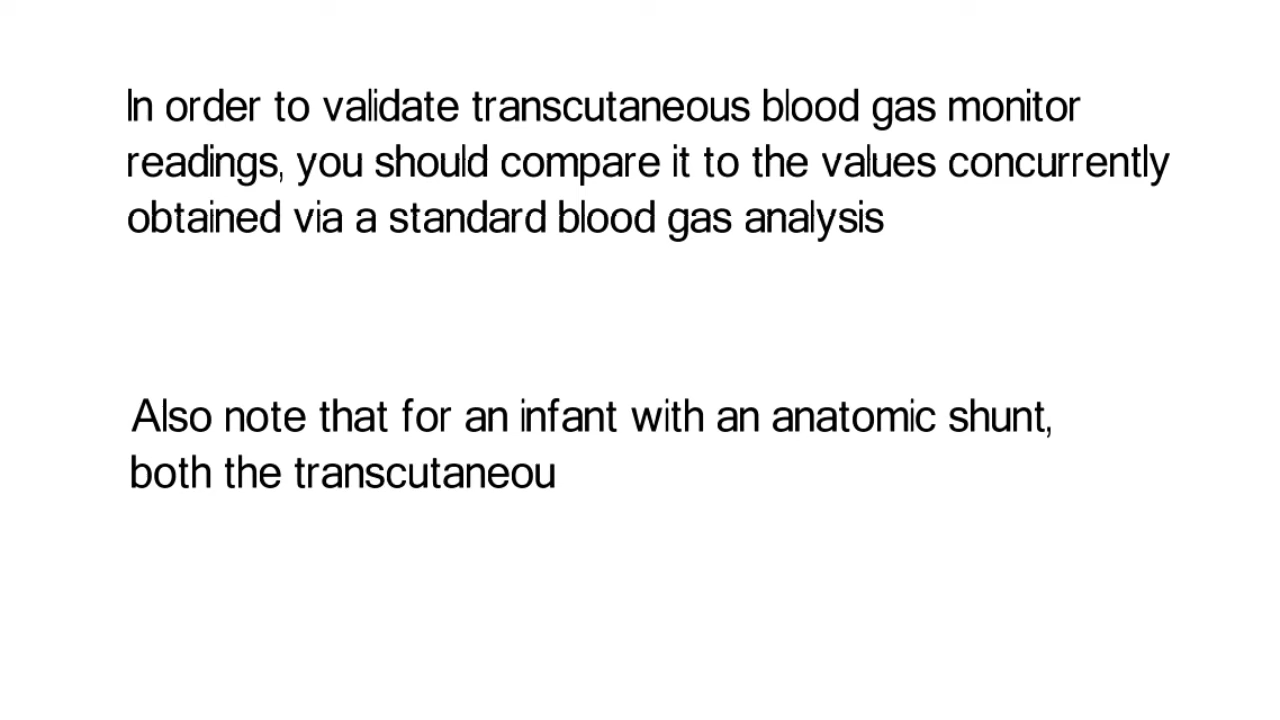 In order to validate transcutaneous blood gas monitor
readings, you should compare it to the values concurrently
obtained via a standard blood gas analysis
Also note that for an infant with an anatomic shunt,
both the transcutaneou